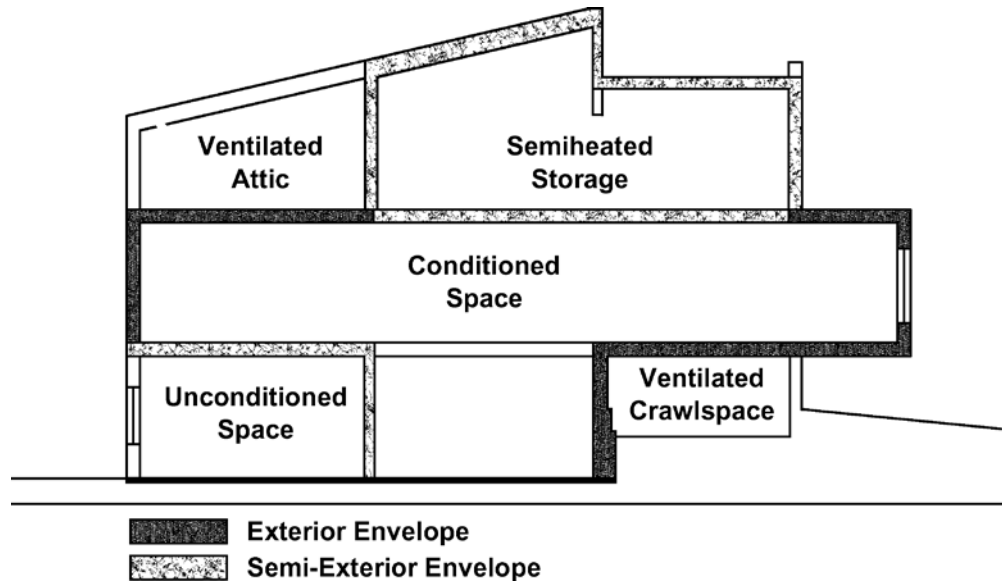 Ventilated
Attic
Semiheated
Storage
Conditioned
Space
Unconditioned
Space
Ventilated
Crawlspace
Exterior Envelope
Semi-Exterior Envelope